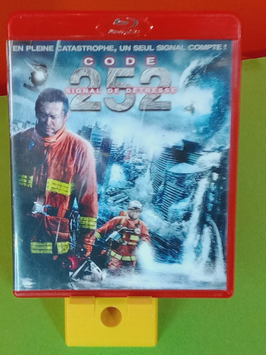 EN PLEINE CATASTROPHE, UN SEUL SIGNAL COMPTE !
CODE
252
SIGNAL DE DÉTRESSE